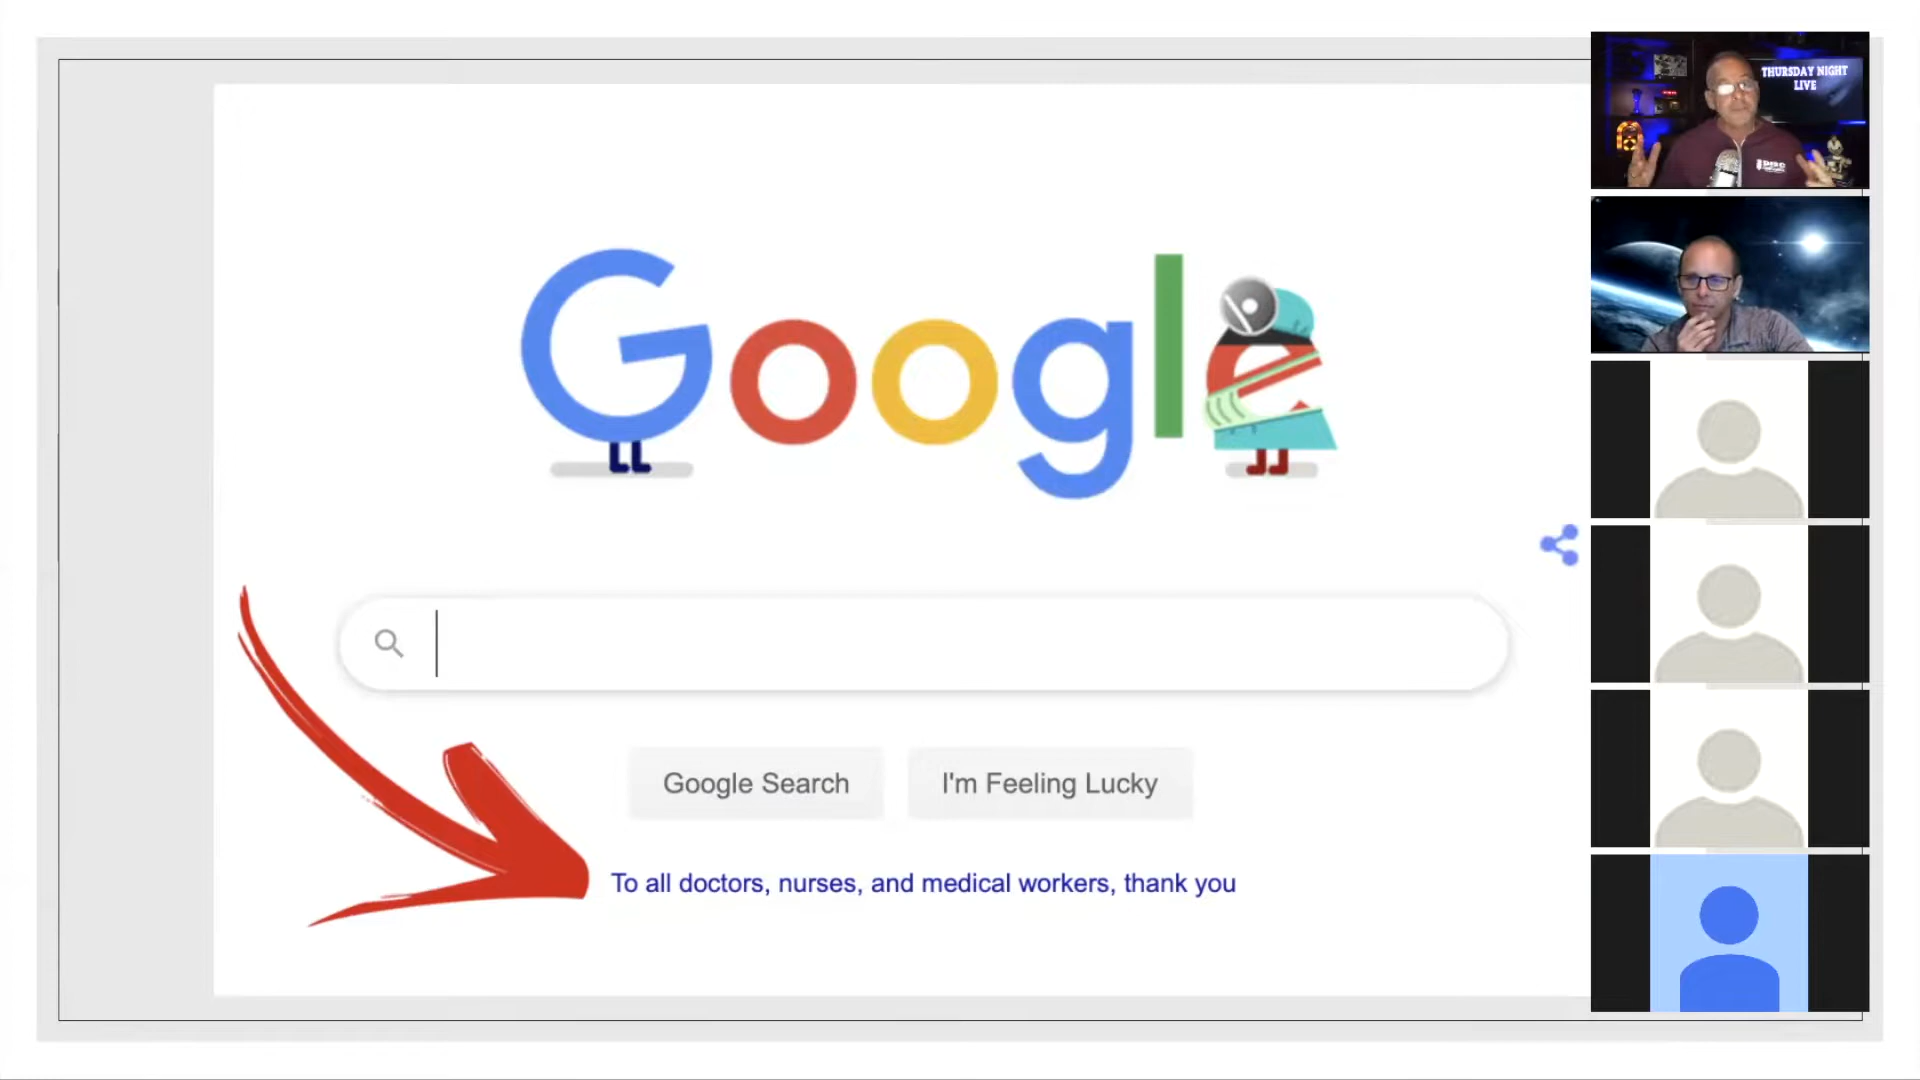 THURSDAY NIGHT
LIVE
Google
Google Search
I'm Feeling Lucky
To all doctors, nurses, and medical workers, thank you